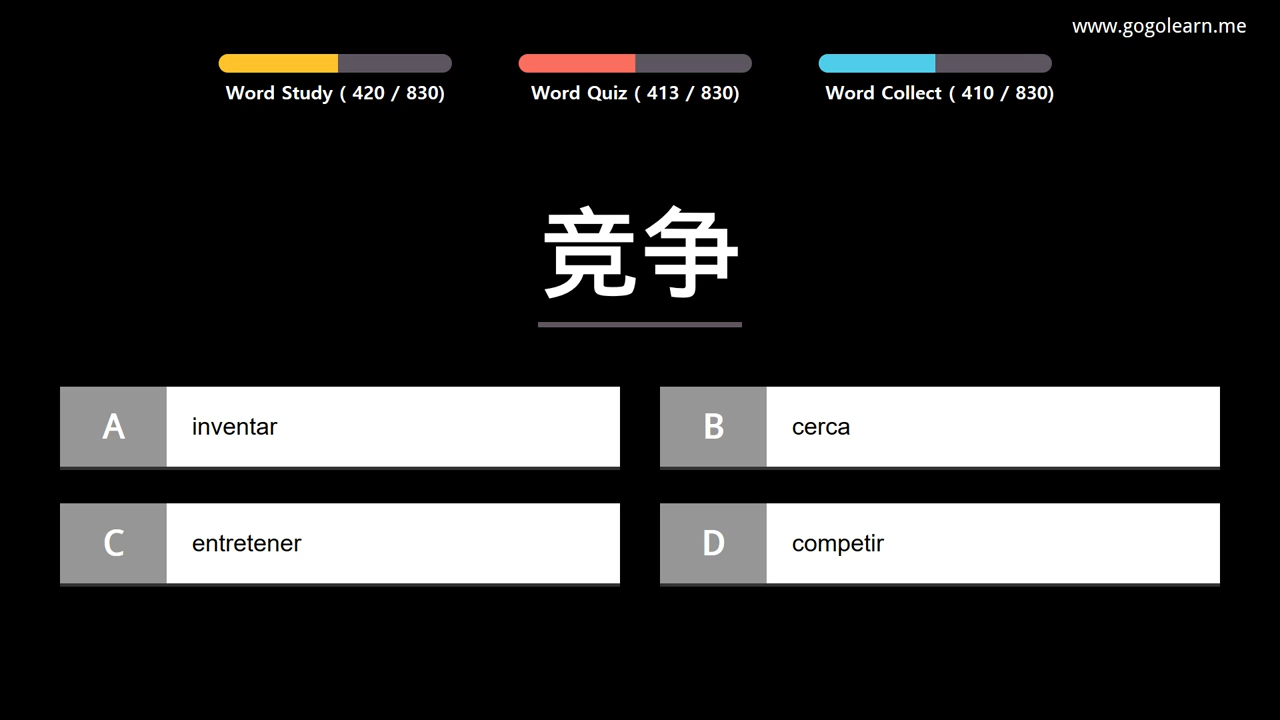 www.gogolearn.me
Word Study ( 420 / 830)
Word Quiz ( 413 / 830)
Word Collect ( 410 / 830)
竞争
A inventar
B cerca
C entretener
D competir